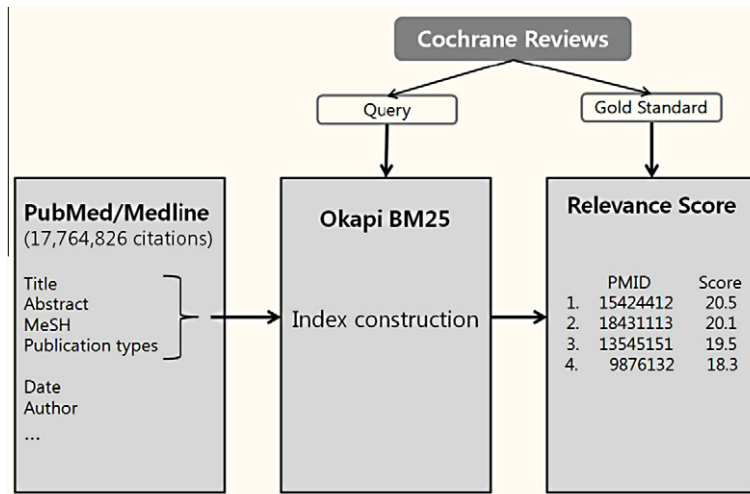 Cochrane Reviews
Query
Gold Standard
PubMed/Medline
(17,764,826 citations)
Title
Abstract
MeSH
Publication types
Date
Author
...
Okapi BM25
Index construction
Relevance Score
PMID Score
1. 15424412 20.5
2. 18431113 20.1
3. 13545151 19.5
4. 9876132 18.3